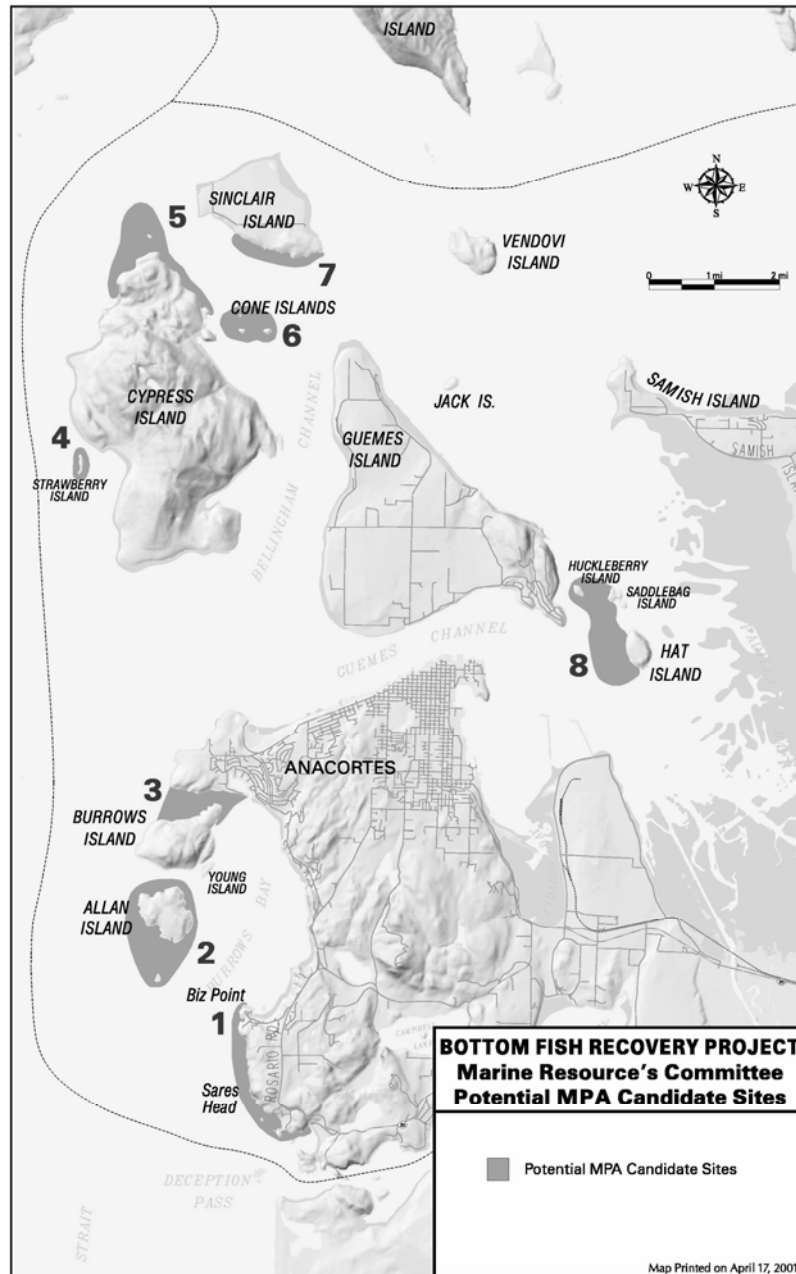 ISLAND
N
W E
S
5
SINCLAIR
ISLAND
7
VENDOVI
ISLAND
0 1 mi 2 mi
CONE ISLANDS
6
CYPRESS
ISLAND
BELLINGHAM CHANNEL
JACK IS.
SAMISH ISLAND
SAMISH
GUEMES
ISLAND
4
STRAWBERRY
ISLAND
HUCKLEBERRY
ISLAND
SADDLEBAG
ISLAND
HAT
ISLAND
8
GUEMES CHANNEL
ANACORTES
3
BURROWS
ISLAND
YOUNG
ISLAND
ALLAN
ISLAND
2
BURROWS BAY
Biz Point
1
ROSARIO RD
Sares
Head
DECEPTION
PASS
STRAIT
BOTTOM FISH RECOVERY PROJECT
Marine Resource's Committee
Potential MPA Candidate Sites
Potential MPA Candidate Sites
Map Printed on April 17, 2001